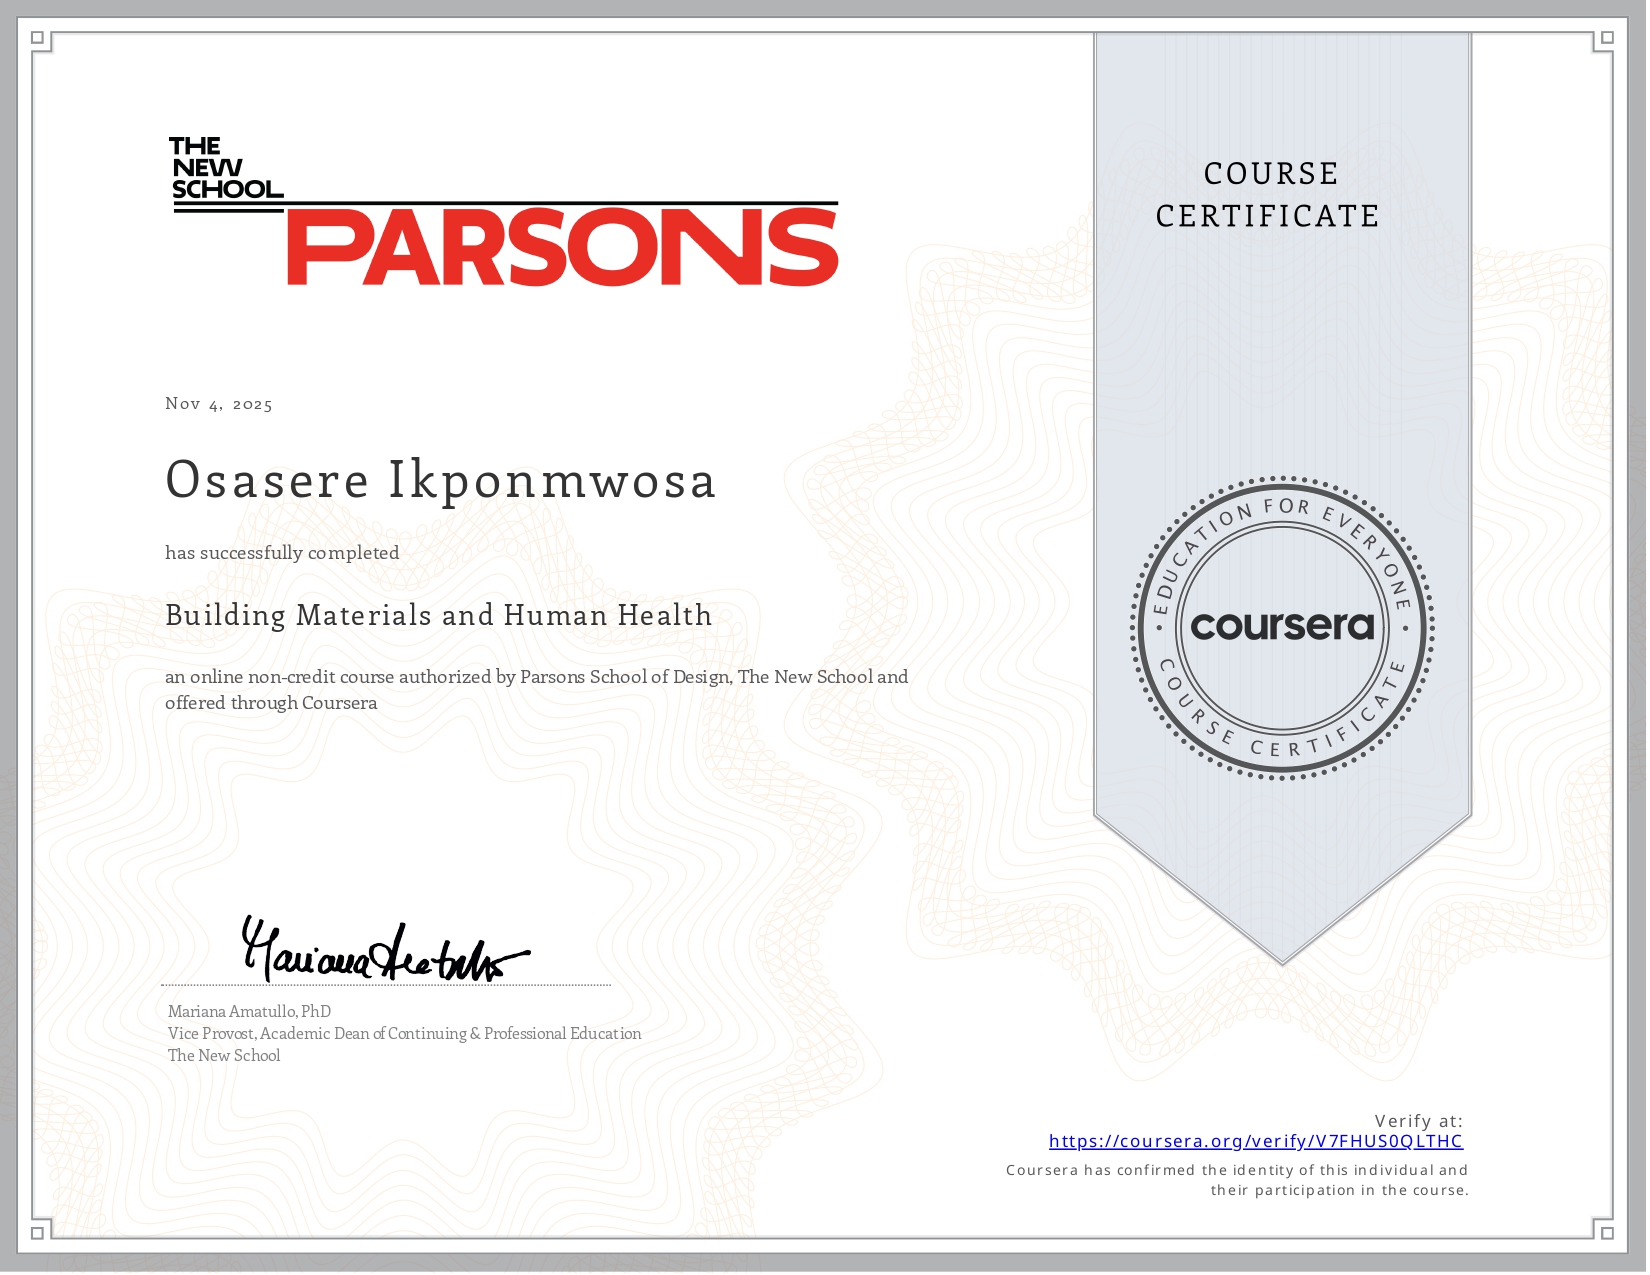 THE
NEW
SCHOOL
PARSONS
COURSE
CERTIFICATE
Nov 4, 2025
Osasere Ikponmwosa
has successfully completed
Building Materials and Human Health
an online non-credit course authorized by Parsons School of Design, The New School and
offered through Coursera
EDUCATION FOR EVERYONE
coursera
COURSE CERTIFICATE
Mariana Amatullo
Mariana Amatullo, PhD
Vice Provost, Academic Dean of Continuing & Professional Education
The New School
Verify at:
https://coursera.org/verify/V7FHUS0QLTHC
Coursera has confirmed the identity of this individual and
their participation in the course.